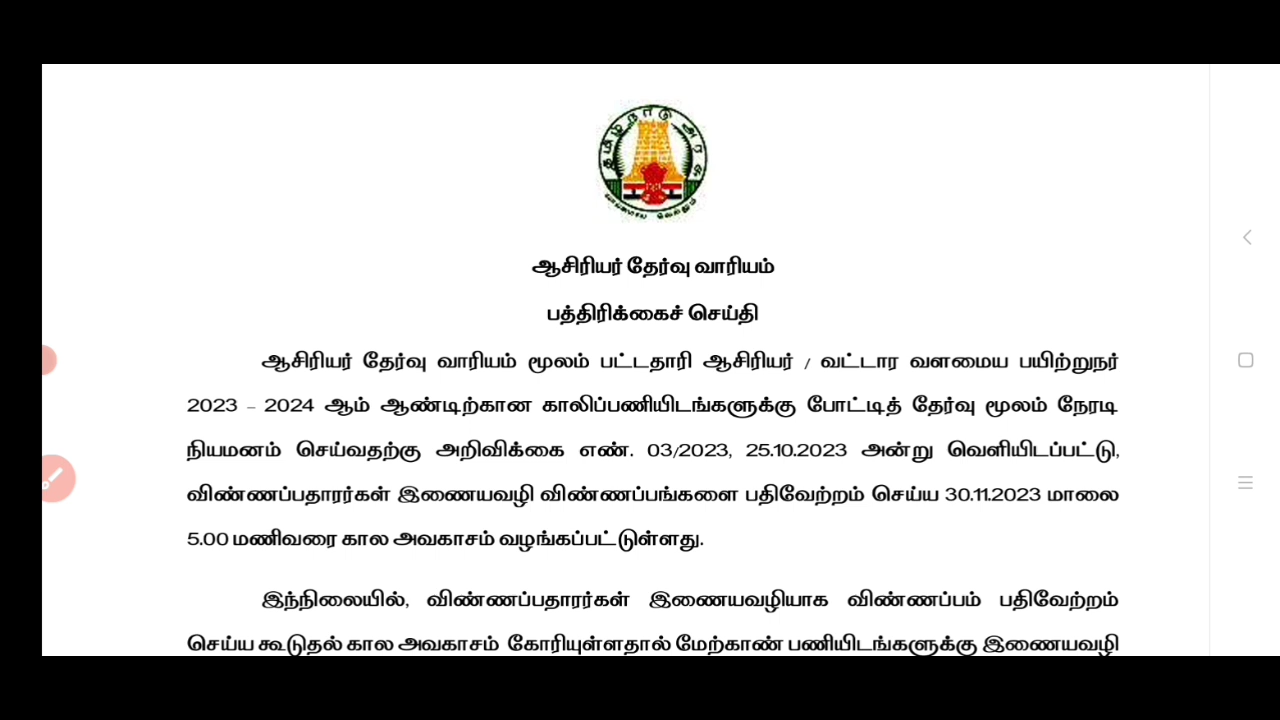 தமிழ்நாடு அரசு
வாய்மையே வெல்லும்
ஆசிரியர் தேர்வு வாரியம்
பத்திரிக்கைச் செய்தி
ஆசிரியர் தேர்வு வாரியம் மூலம் பட்டதாரி ஆசிரியர் / வட்டார வளமைய பயிற்றுநர்
2023 – 2024 ஆம் ஆண்டிற்கான காலிப்பணியிடங்களுக்கு போட்டித் தேர்வு மூலம் நேரடி
நியமனம் செய்வதற்கு அறிவிக்கை எண். 03/2023, 25.10.2023 அன்று வெளியிடப்பட்டு,
விண்ணப்பதாரர்கள் இணையவழி விண்ணப்பங்களை பதிவேற்றம் செய்ய 30.11.2023 மாலை
5.00 மணிவரை கால அவகாசம் வழங்கப்பட்டுள்ளது.
இந்நிலையில், விண்ணப்பதாரர்கள் இணையவழியாக விண்ணப்பம் பதிவேற்றம்
செய்ய கூடுதல் கால அவகாசம் கோரியுள்ளதால் மேற்காண் பணியிடங்களுக்கு இணையவழி